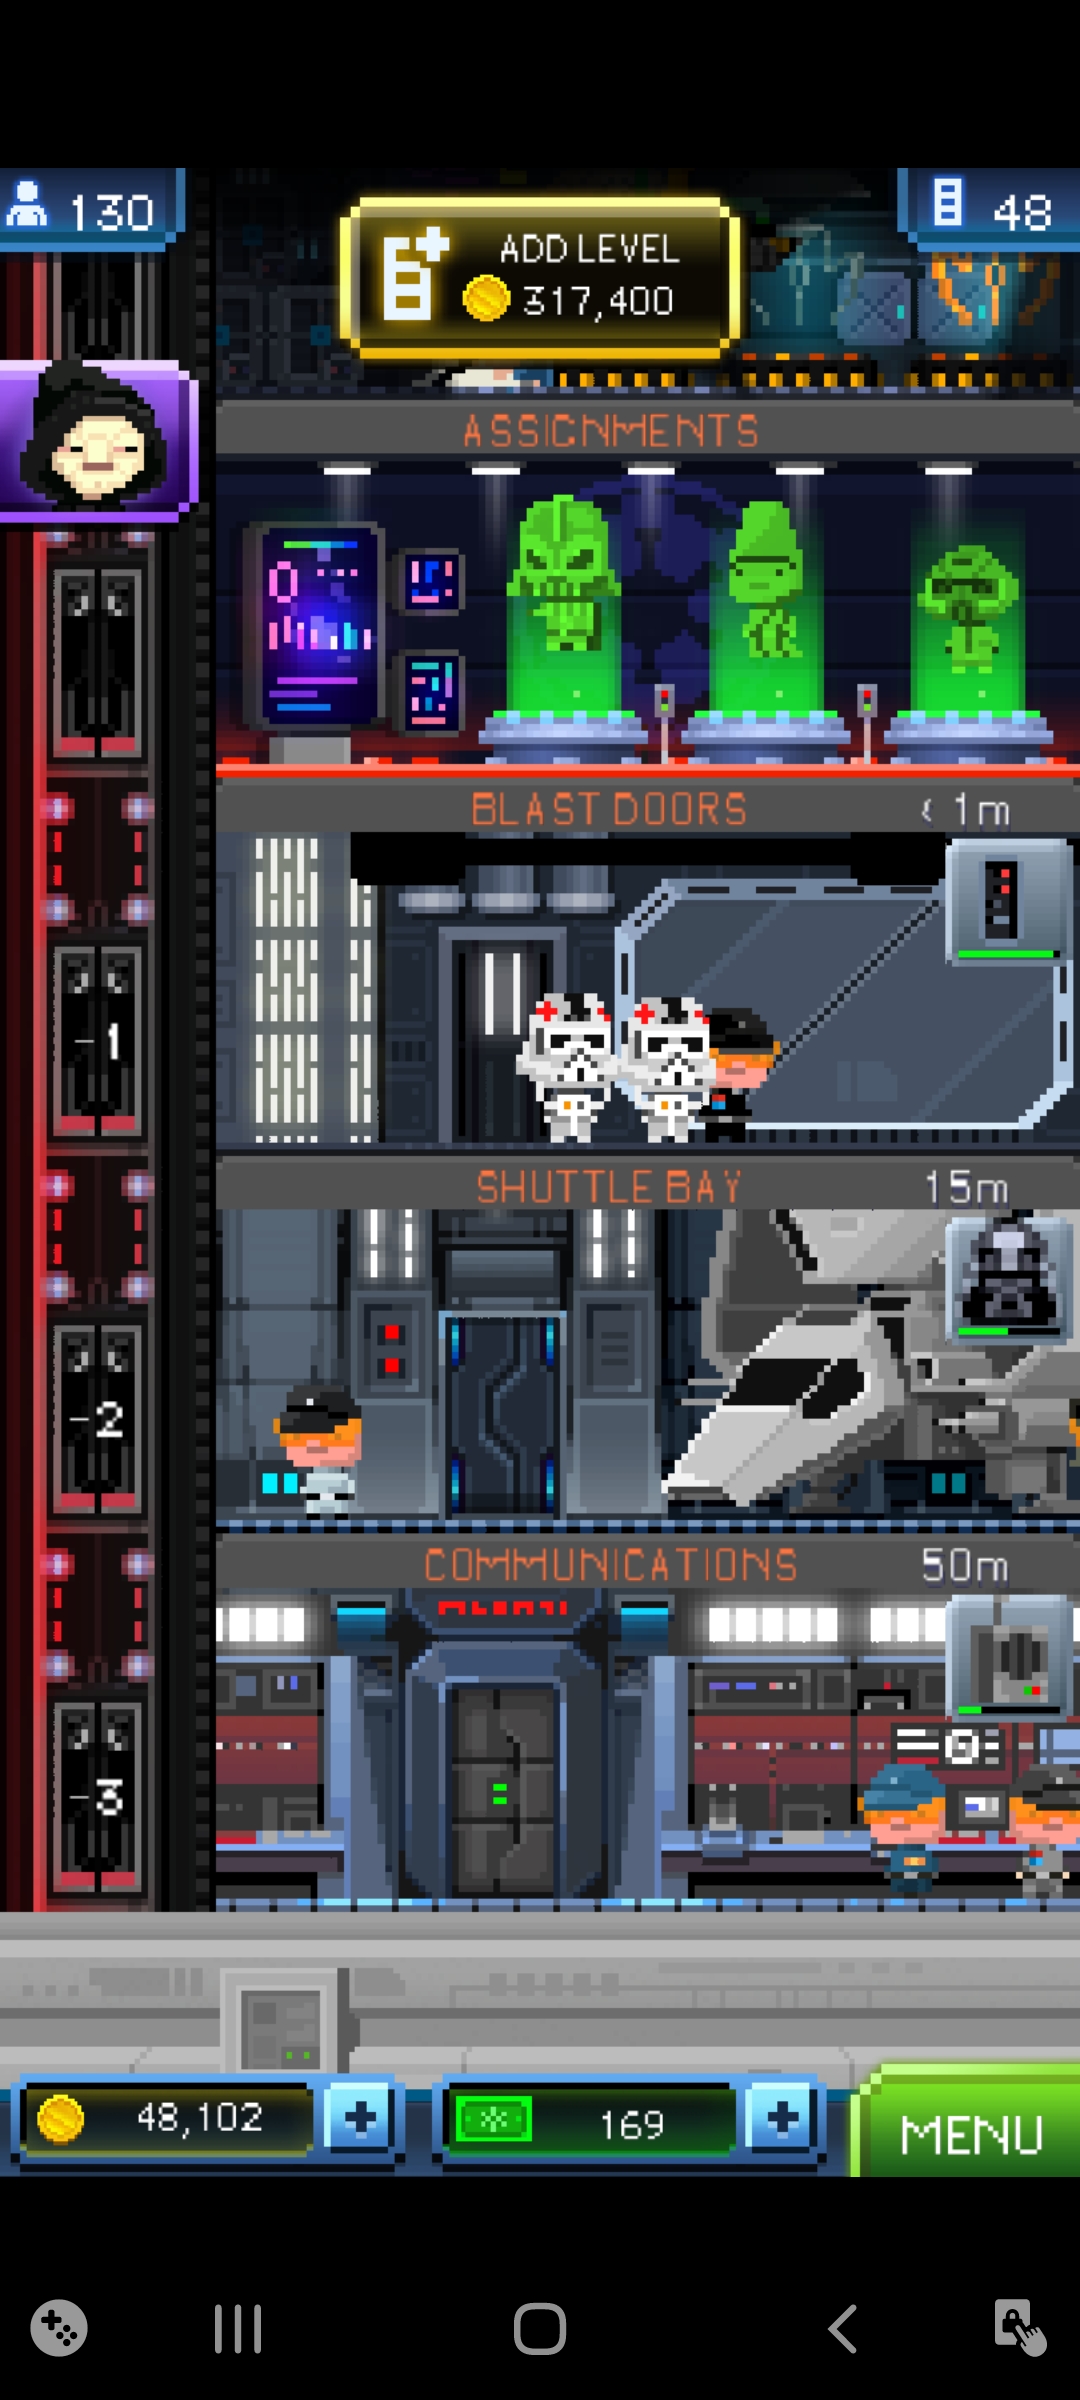 130
ADD LEVEL
317,400
48
ASSIGNMENTS
BLAST DOORS
< 1m
-1
SHUTTLE BAY
15m
-2
COMMUNICATIONS
50m
-3
48,102
169
MENU